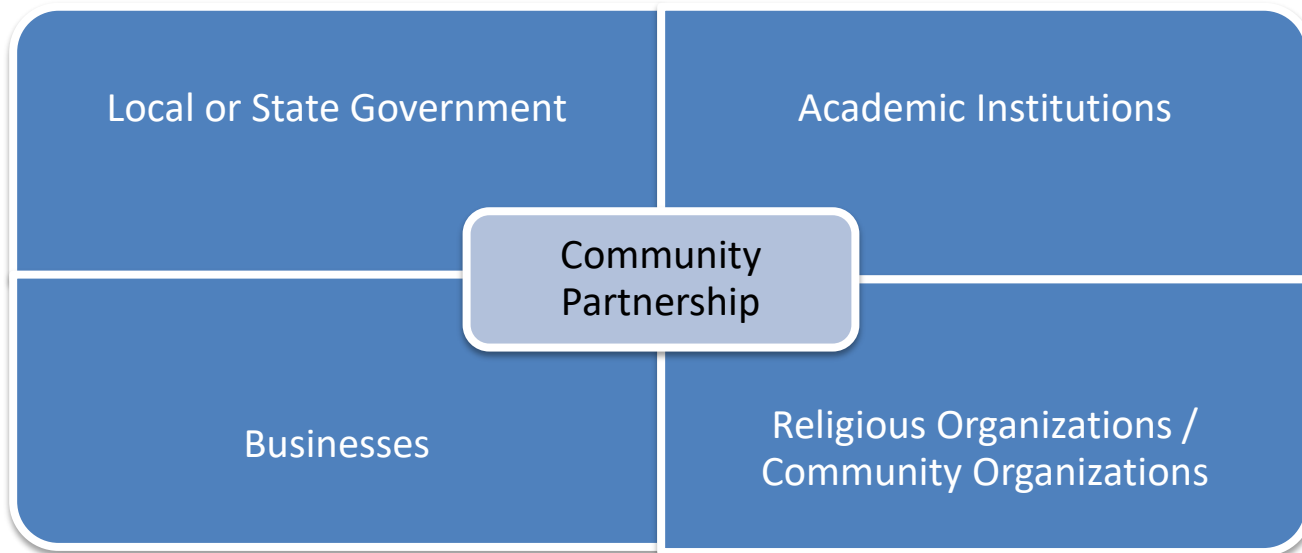 Local or State Government
Academic Institutions
Community
Partnership
Businesses
Religious Organizations /
Community Organizations